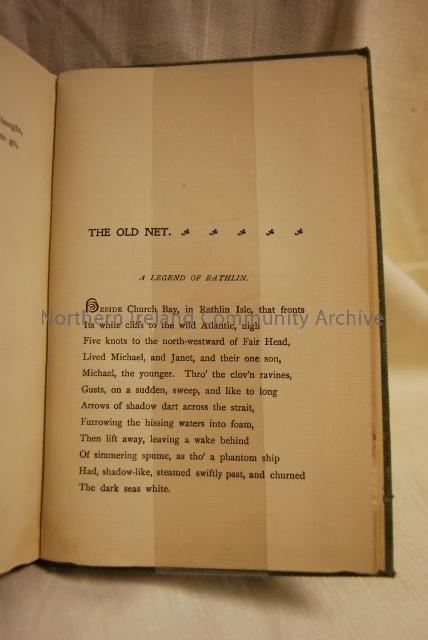 bought,
go,
THE OLD NET.
A LEGEND OF RATHLIN.
BESIDE Church Bay, in Rathlin Isle, that fronts
Northern Ireland Community Archive
Its white cliffs to the wild Atlantic, nigh
Five knots to the north-westward of Fair Head,
Lived Michael, and Janet, and their one son,
Michael, the younger. Thro' the clov'n ravines,
Gusts, on a sudden, sweep, and like to long
Arrows of shadow dart across the strait,
Furrowing the hissing waters into foam,
Then lift away, leaving a wake behind
Of simmering spume, as tho' a phantom ship
Had, shadow-like, steamed swiftly past, and churned
The dark seas white.